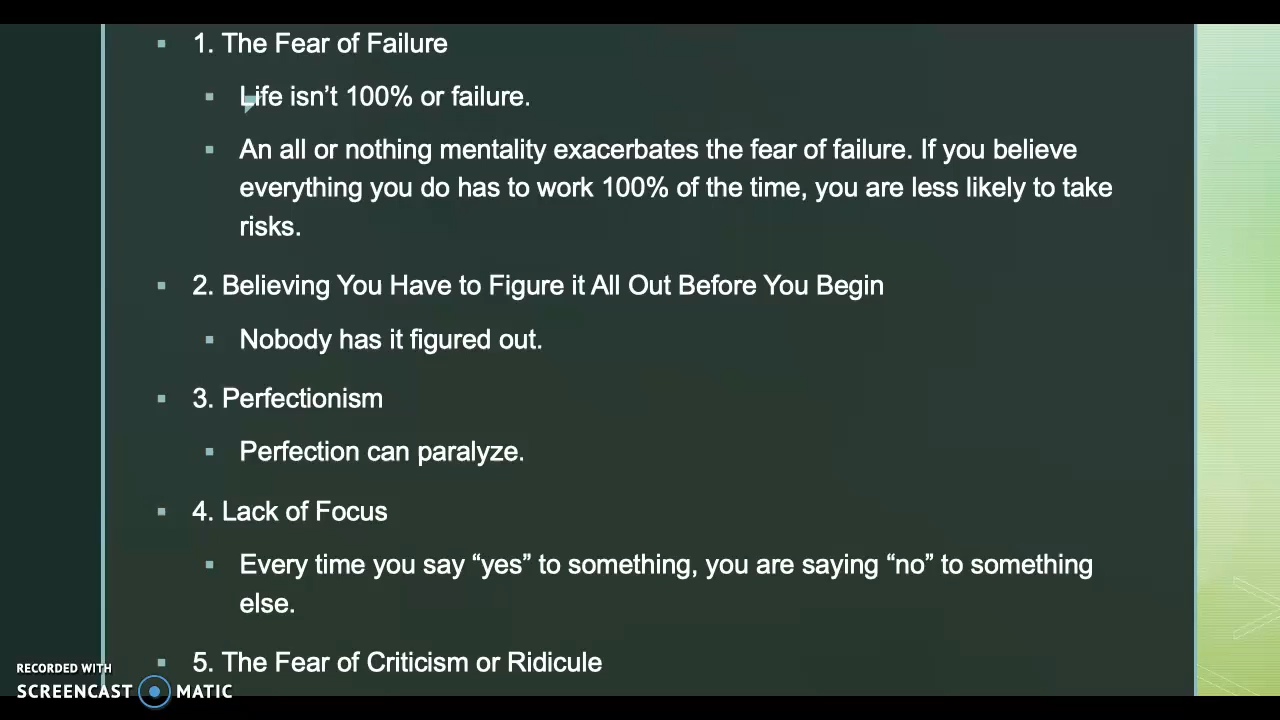 1. The Fear of Failure
Life isn’t 100% or failure.
An all or nothing mentality exacerbates the fear of failure. If you believe
everything you do has to work 100% of the time, you are less likely to take
risks.
2. Believing You Have to Figure it All Out Before You Begin
Nobody has it figured out.
3. Perfectionism
Perfection can paralyze.
4. Lack of Focus
Every time you say “yes” to something, you are saying “no” to something
else.
5. The Fear of Criticism or Ridicule
RECORDED WITH
SCREENCAST MATIC